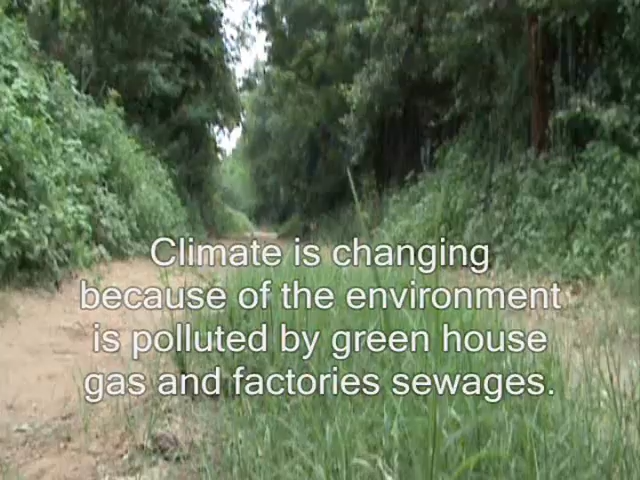 Climate is changing
because of the environment
is polluted by green house
gas and factories sewages.